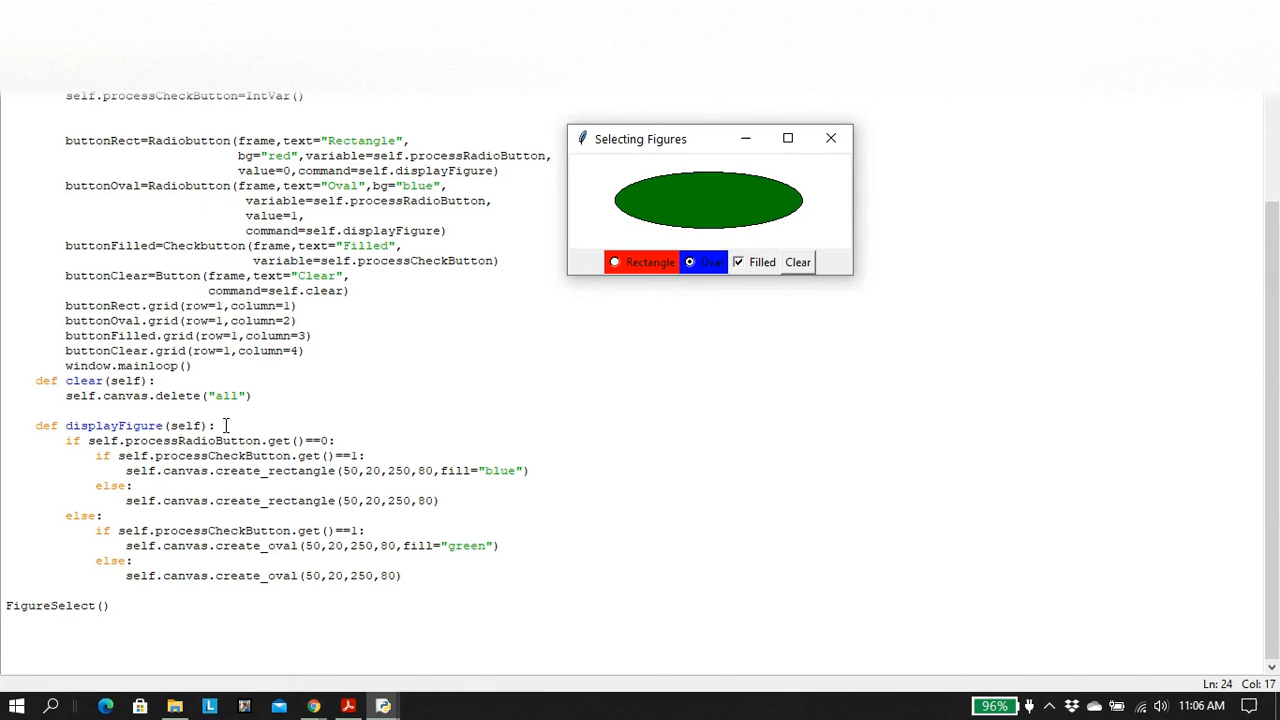 self.processCheckButton=IntVar()
buttonRect=Radiobutton(frame,text="Rectangle",
bg="red",variable=self.processRadioButton,
value=0,command=self.displayFigure)
buttonOval=Radiobutton(frame,text="Oval",bg="blue",
variable=self.processRadioButton,
value=1,
command=self.displayFigure)
buttonFilled=Checkbutton(frame,text="Filled",
variable=self.processCheckButton)
buttonClear=Button(frame,text="Clear",
command=self.clear)
buttonRect.grid(row=1,column=1)
buttonOval.grid(row=1,column=2)
buttonFilled.grid(row=1,column=3)
buttonClear.grid(row=1,column=4)
window.mainloop()
def clear(self):
self.canvas.delete("all")
def displayFigure(self):
if self.processRadioButton.get()==0:
if self.processCheckButton.get()==1:
self.canvas.create_rectangle(50,20,250,80,fill="blue")
else:
self.canvas.create_rectangle(50,20,250,80)
else:
if self.processCheckButton.get()==1:
self.canvas.create_oval(50,20,250,80,fill="green")
else:
self.canvas.create_oval(50,20,250,80)
FigureSelect()
Selecting Figures
Rectangle Oval Filled Clear
Ln: 24 Col: 17
L 96% 11:06 AM